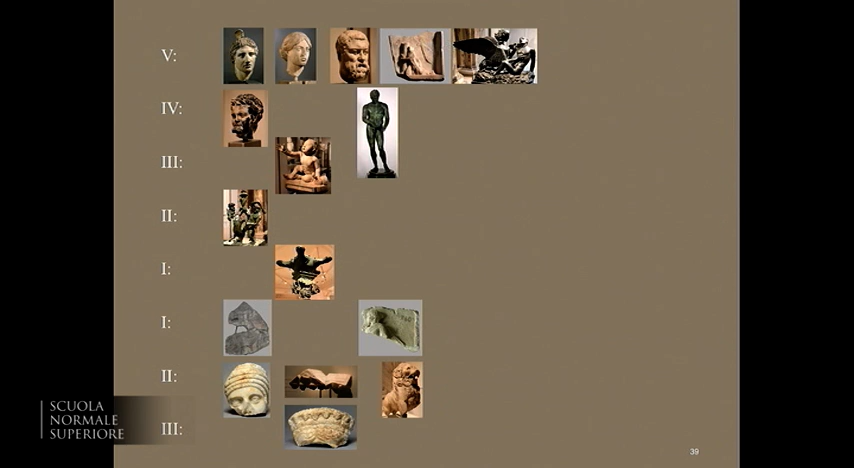 V:
IV:
III:
II:
I:
I:
II:
III:
SCUOLA
NORMALE
SUPERIORE
39